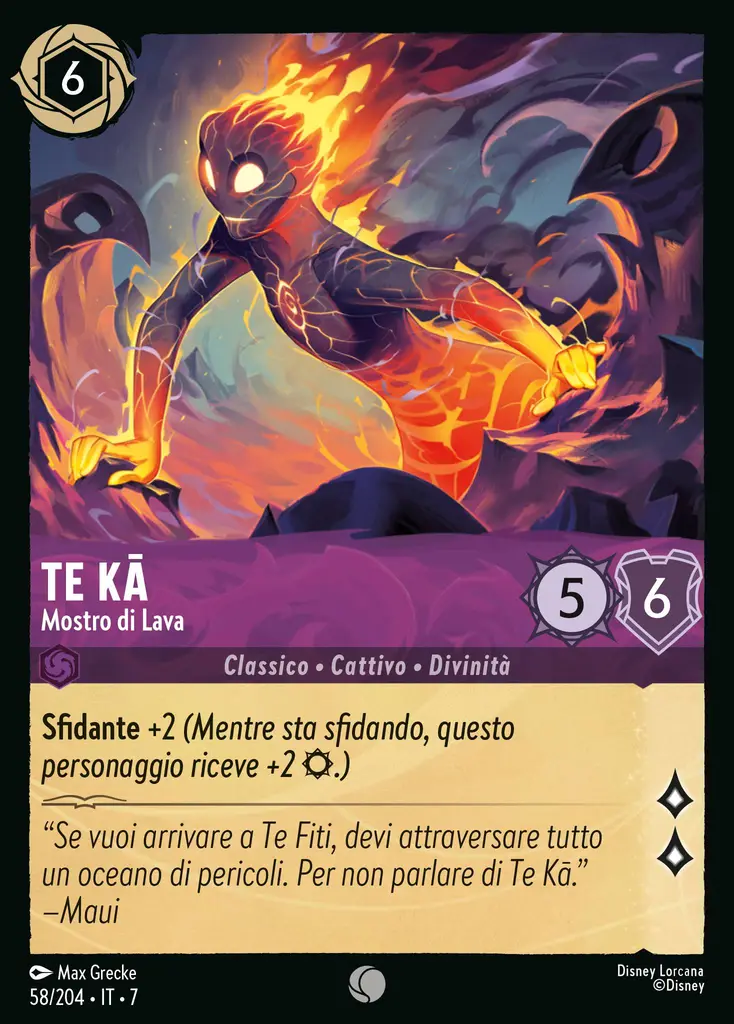 6
TE KĀ
Mostro di Lava
5
6
Classico • Cattivo • Divinità
Sfidante +2 (Mentre sta sfidando, questo
personaggio riceve +2 .)
“Se vuoi arrivare a Te Fiti, devi attraversare tutto
un oceano di pericoli. Per non parlare di Te Kā.”
–Maui
Max Grecke
58/204 • IT • 7
Disney Lorcana
©Disney